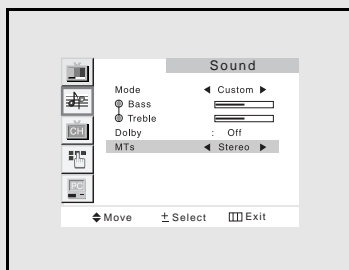 Sound
Mode ◀ Custom ▶
Bass
Treble
Dolby : Off
MTs ◀ Stereo ▶
CH
PC
Move ± Select Exit